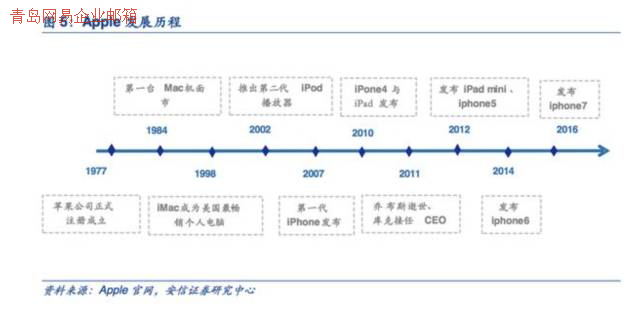 青岛网易企业邮箱
图 5：Apple 发展历程
第一台 Mac机面
市
推出第二代 iPod
播放器
iPone4 与
iPad 发布
发布 iPad mini、
iphone5
发布
iphone7
1984
2002
2010
2012
2016
1977
1998
2007
2011
2014
苹果公司正式
注册成立
iMac成为美国最畅
销个人电脑
第一代
iPhone发布
乔布斯逝世、
库克接任 CEO
发布
iphone6
资料来源：Apple 官网，安信证券研究中心